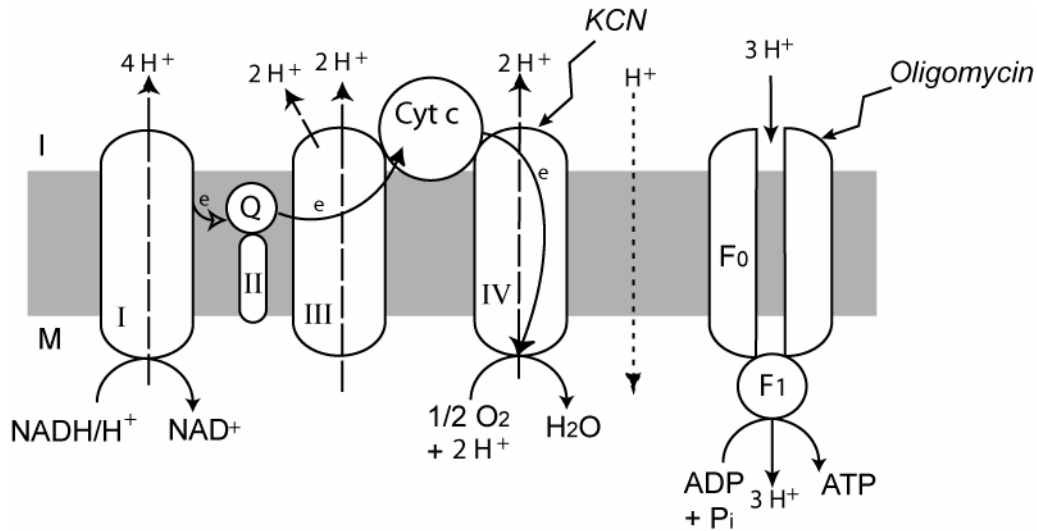 KCN
4 H+
2 H+
2 H+
2 H+
H+
3 H+
Oligomycin
Cyt c
I
e
Q
e
e
F0
II
I
III
IV
M
F1
NADH/H+
NAD+
1/2 O2
+ 2 H+
H2O
ADP
+ Pi
3 H+
ATP